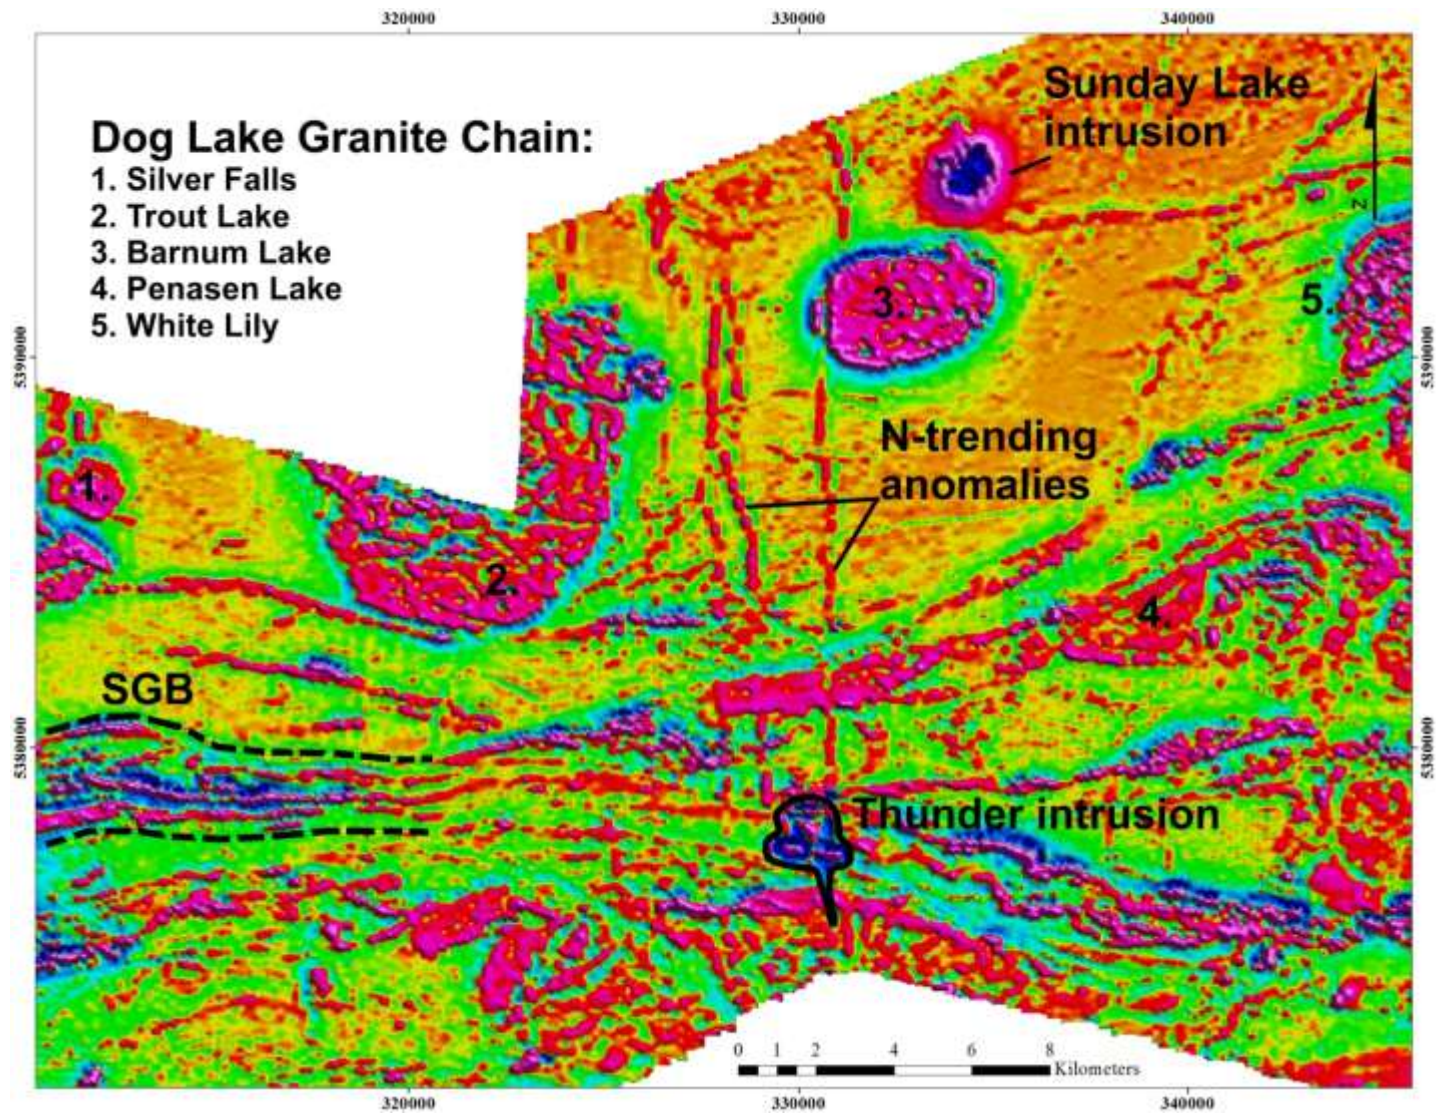 320000 330000 340000
Sunday Lake
intrusion
Dog Lake Granite Chain:
1. Silver Falls
2. Trout Lake
3. Barnum Lake
4. Penasen Lake
5. White Lily
N
3.
5.
5390000 5390000
N-trending
anomalies
1.
2.
4.
SGB
5380000 5380000
Thunder intrusion
0 1 2 4 6 8
Kilometers
320000 330000 340000